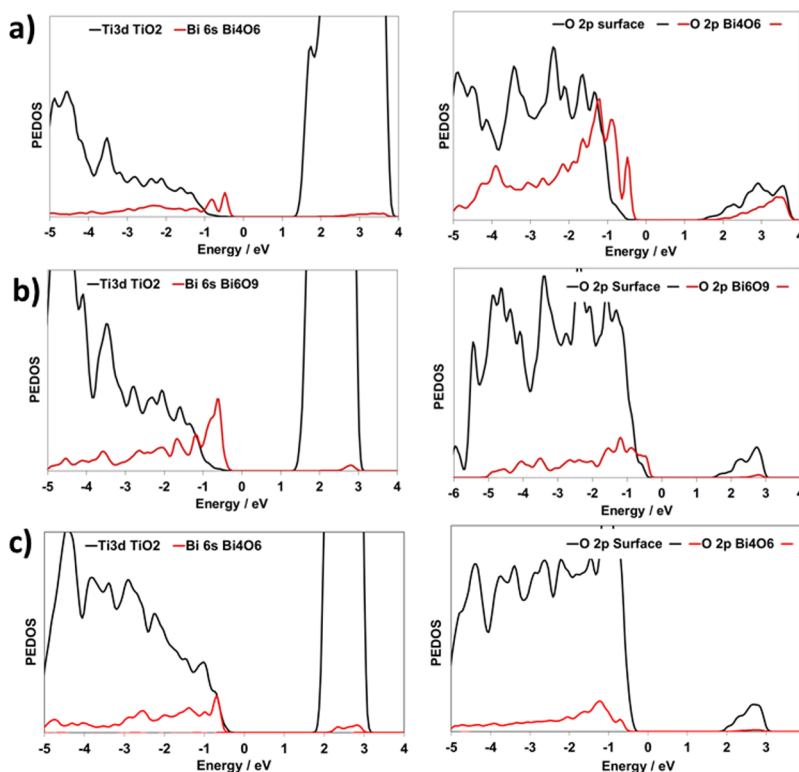 a)
Ti3d TiO2 Bi 6s Bi4O6
PEDOS
-5 -4 -3 -2 -1 0 1 2 3 4
Energy / eV
O 2p surface O 2p Bi4O6
PEDOS
-5 -4 -3 -2 -1 0 1 2 3 4
Energy / eV
b)
Ti3d TiO2 Bi 6s Bi6O9
PEDOS
-5 -4 -3 -2 -1 0 1 2 3 4
Energy / eV
O 2p Surface O 2p Bi6O9
PEDOS
-6 -5 -4 -3 -2 -1 0 1 2 3 4
Energy / eV
c)
Ti3d TiO2 Bi 6s Bi4O6
PEDOS
-5 -4 -3 -2 -1 0 1 2 3 4
Energy / eV
O 2p Surface O 2p Bi4O6
PEDOS
-5 -4 -3 -2 -1 0 1 2 3 4
Energy / eV